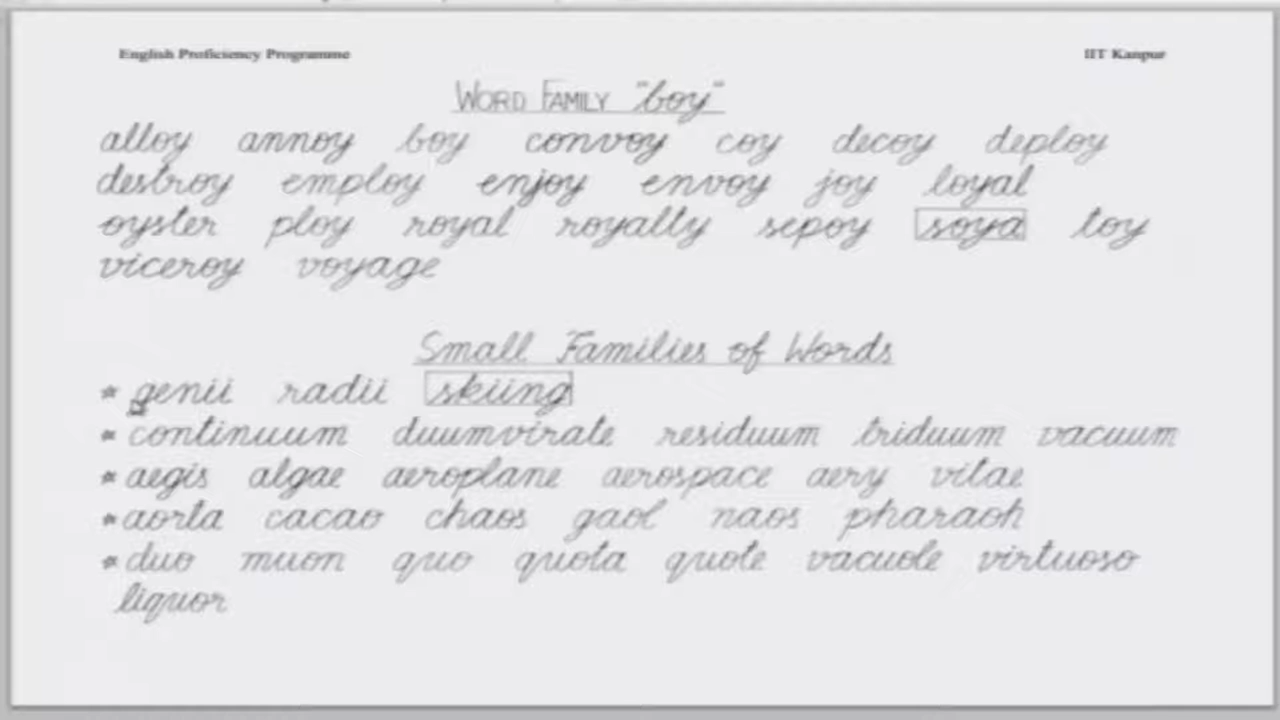 English Proficiency Programme IIT Kanpur
WORD FAMILY "boy"
alloy annoy boy convoy coy decoy deploy
destroy employ enjoy envoy joy loyal
oyster ploy royal royalty sepoy soya toy
viceroy voyage
Small Families of Words
* genii radii skiing
* continuum duumvirate residuum triduum vacuum
* aegis algae aeroplane aerospace aery vitae
* aorta cacao chaos gaol naos pharaoh
* duo muon quo quota quote vacuole virtuoso
liquor